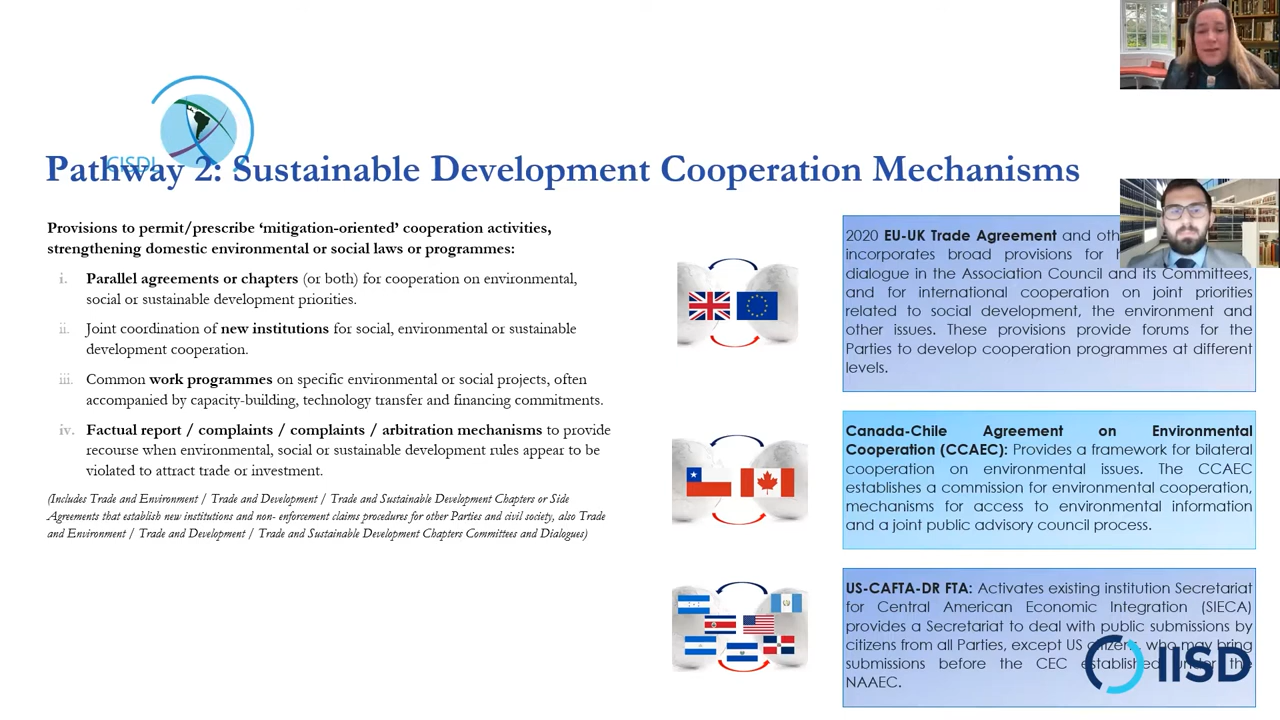 CISDL
Pathway 2: Sustainable Development Cooperation Mechanisms
Provisions to permit/prescribe ‘mitigation-oriented’ cooperation activities,
strengthening domestic environmental or social laws or programmes:
i. Parallel agreements or chapters (or both) for cooperation on environmental,
social or sustainable development priorities.
ii. Joint coordination of new institutions for social, environmental or sustainable
development cooperation.
iii. Common work programmes on specific environmental or social projects, often
accompanied by capacity-building, technology transfer and financing commitments.
iv. Factual report / complaints / complaints / arbitration mechanisms to provide
recourse when environmental, social or sustainable development rules appear to be
violated to attract trade or investment.
(Includes Trade and Environment / Trade and Development / Trade and Sustainable Development Chapters or Side
Agreements that establish new institutions and non- enforcement claims procedures for other Parties and civil society, also Trade
and Environment / Trade and Development / Trade and Sustainable Development Chapters Committees and Dialogues)
2020 EU-UK Trade Agreement and
incorporates broad provisions for
dialogue in the Association Council and its Committees,
and for international cooperation on joint priorities
related to social development, the environment and
other issues. These provisions provide forums for the
Parties to develop cooperation programmes at different
levels.
Canada-Chile Agreement on Environmental
Cooperation (CCAEC): Provides a framework for bilateral
cooperation on environmental issues. The CCAEC
establishes a commission for environmental cooperation,
mechanisms for access to environmental information
and a joint public advisory council process.
US-CAFTA-DR FTA: Activates existing institution Secretariat
for Central American Economic Integration (SIECA)
provides a Secretariat to deal with public submissions by
citizens from all Parties, except US citizens, who may bring
submissions before the CEC established under the
NAAEC.
IISD